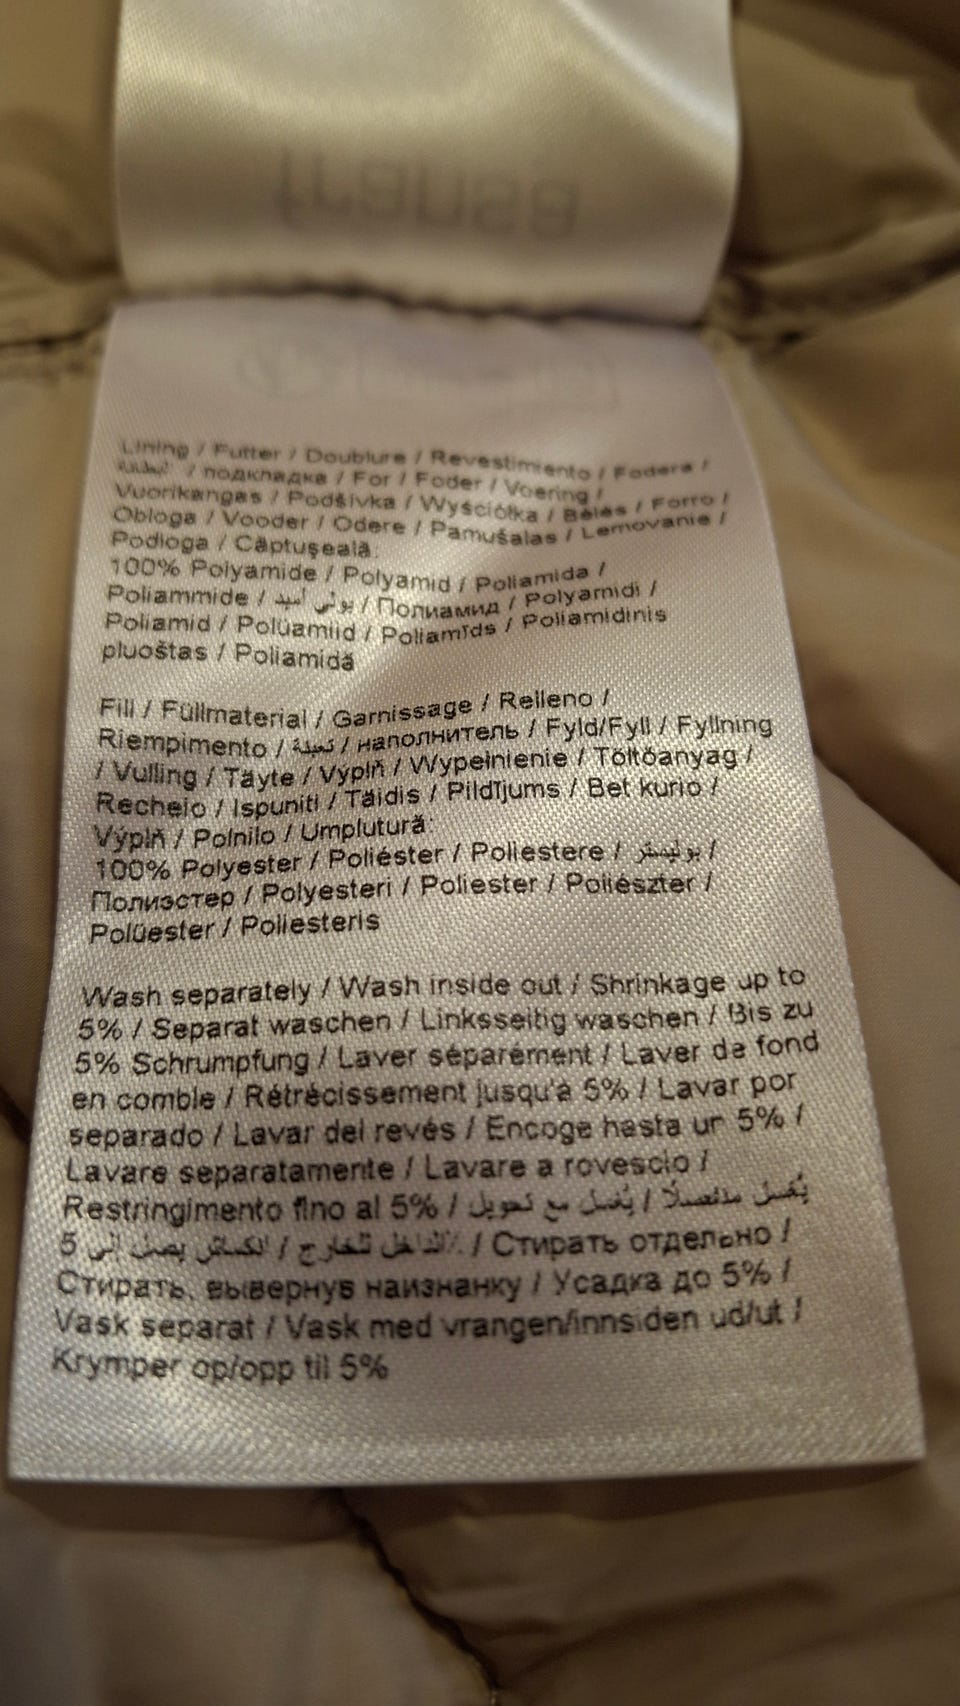 fransa
Lining / Futter / Doublure / Revestimiento / Fodera /
/ подкладка / For / Foder / Voering /
Vuorikangas / Podšívka / Wyściółka / Bélés / Forro /
Obloga / Vooder / Odere / Pamušalas / Lemovanie /
Podloga / Căptuşeală:
100% Polyamide / Polyamid / Poliamida /
Poliammide / بولي أميد / Полиамид / Polyamidi /
Poliamid / Polüamiid / Poliamīds / Poliamidinis
pluoštas / Poliamidă
Fill / Füllmaterial / Garnissage / Relleno /
Riempimento / تعبئة / наполнитель / Fyld/Fyll / Fyllning
/ Vulling / Täyte / Výplň / Wypełnienie / Töltőanyag /
Recheio / Ispuniti / Täidis / Pildījums / Bet kurio /
Výplň / Polnilo / Umplutură:
100% Polyester / Poliéster / Poliestere / بوليستر /
Полиэстер / Polyesteri / Poliester / Poliészter /
Polüester / Poliesteris
Wash separately / Wash inside out / Shrinkage up to
5% / Separat waschen / Linksseitig waschen / Bis zu
5% Schrumpfung / Laver séparément / Laver de fond
en comble / Rétrécissement jusqu'à 5% / Lavar por
separado / Lavar del revés / Encoge hasta un 5% /
Lavare separatamente / Lavare a rovescio /
Restringimento fino al 5% / يُغسل منفصلًا / يُغسل مع تحويل
الداخل للخارج / انكماش يصل إلى 5٪ / Стирать отдельно /
Стирать, вывернув наизнанку / Усадка до 5% /
Vask separat / Vask med vrangen/innsiden ud/ut /
Krymper op/opp til 5%